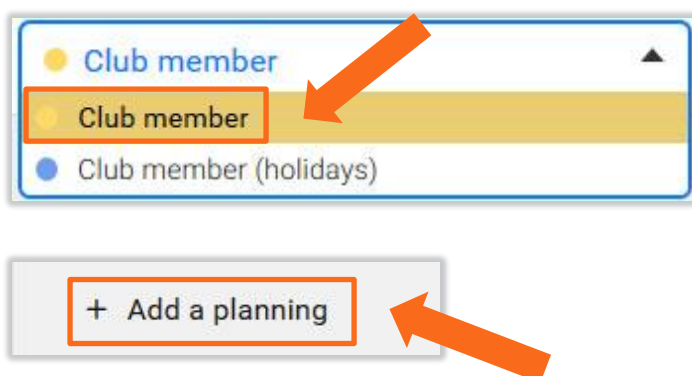 Club member
Club member
Club member (holidays)
+ Add a planning